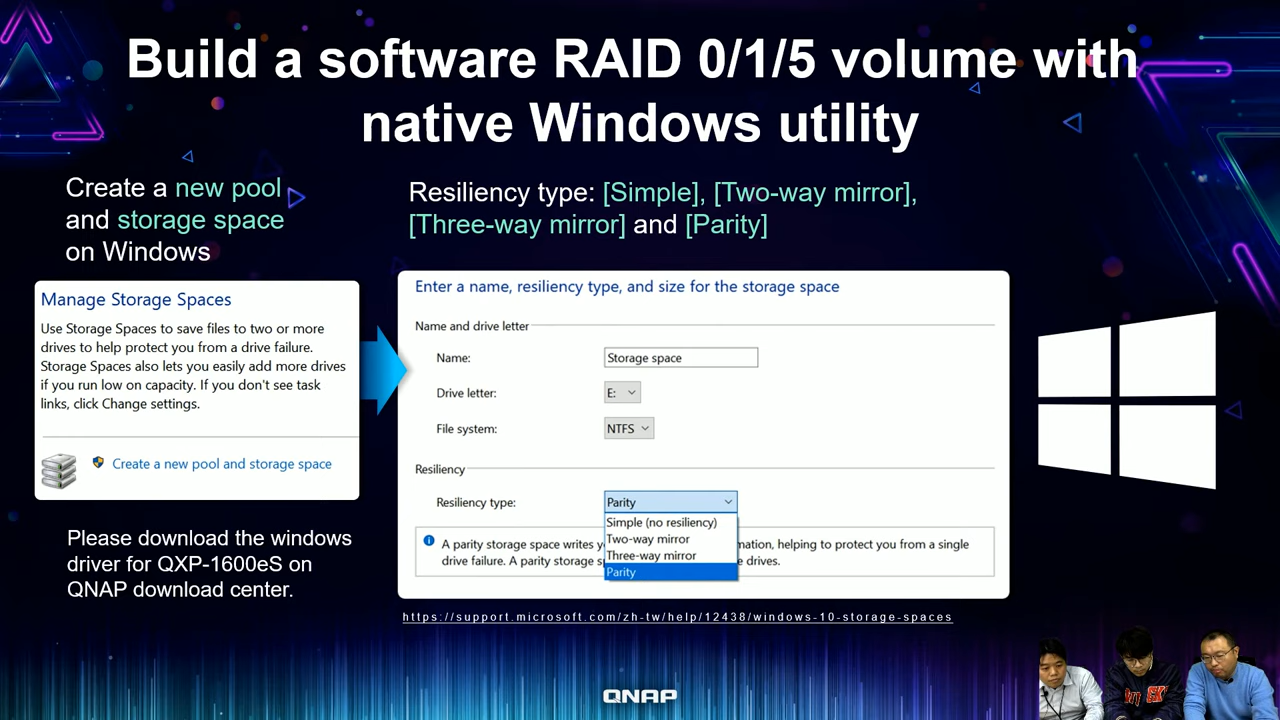 Build a software RAID 0/1/5 volume with
native Windows utility
Create a new pool
and storage space
on Windows
Resiliency type: [Simple], [Two-way mirror],
[Three-way mirror] and [Parity]
Manage Storage Spaces
Use Storage Spaces to save files to two or more
drives to help protect you from a drive failure.
Storage Spaces also lets you easily add more drives
if you run low on capacity. If you don't see task
links, click Change settings.
Create a new pool and storage space
Please download the windows
driver for QXP-1600eS on
QNAP download center.
Enter a name, resiliency type, and size for the storage space
Name and drive letter
Name: Storage space
Drive letter: E:
File system: NTFS
Resiliency
Resiliency type: Parity
Simple (no resiliency)
Two-way mirror
Three-way mirror
Parity
A parity storage space writes
helping to protect you from a single
drive failure. A parity storage
drives.
https://support.microsoft.com/zh-tw/help/12438/windows-10-storage-spaces
QNAP